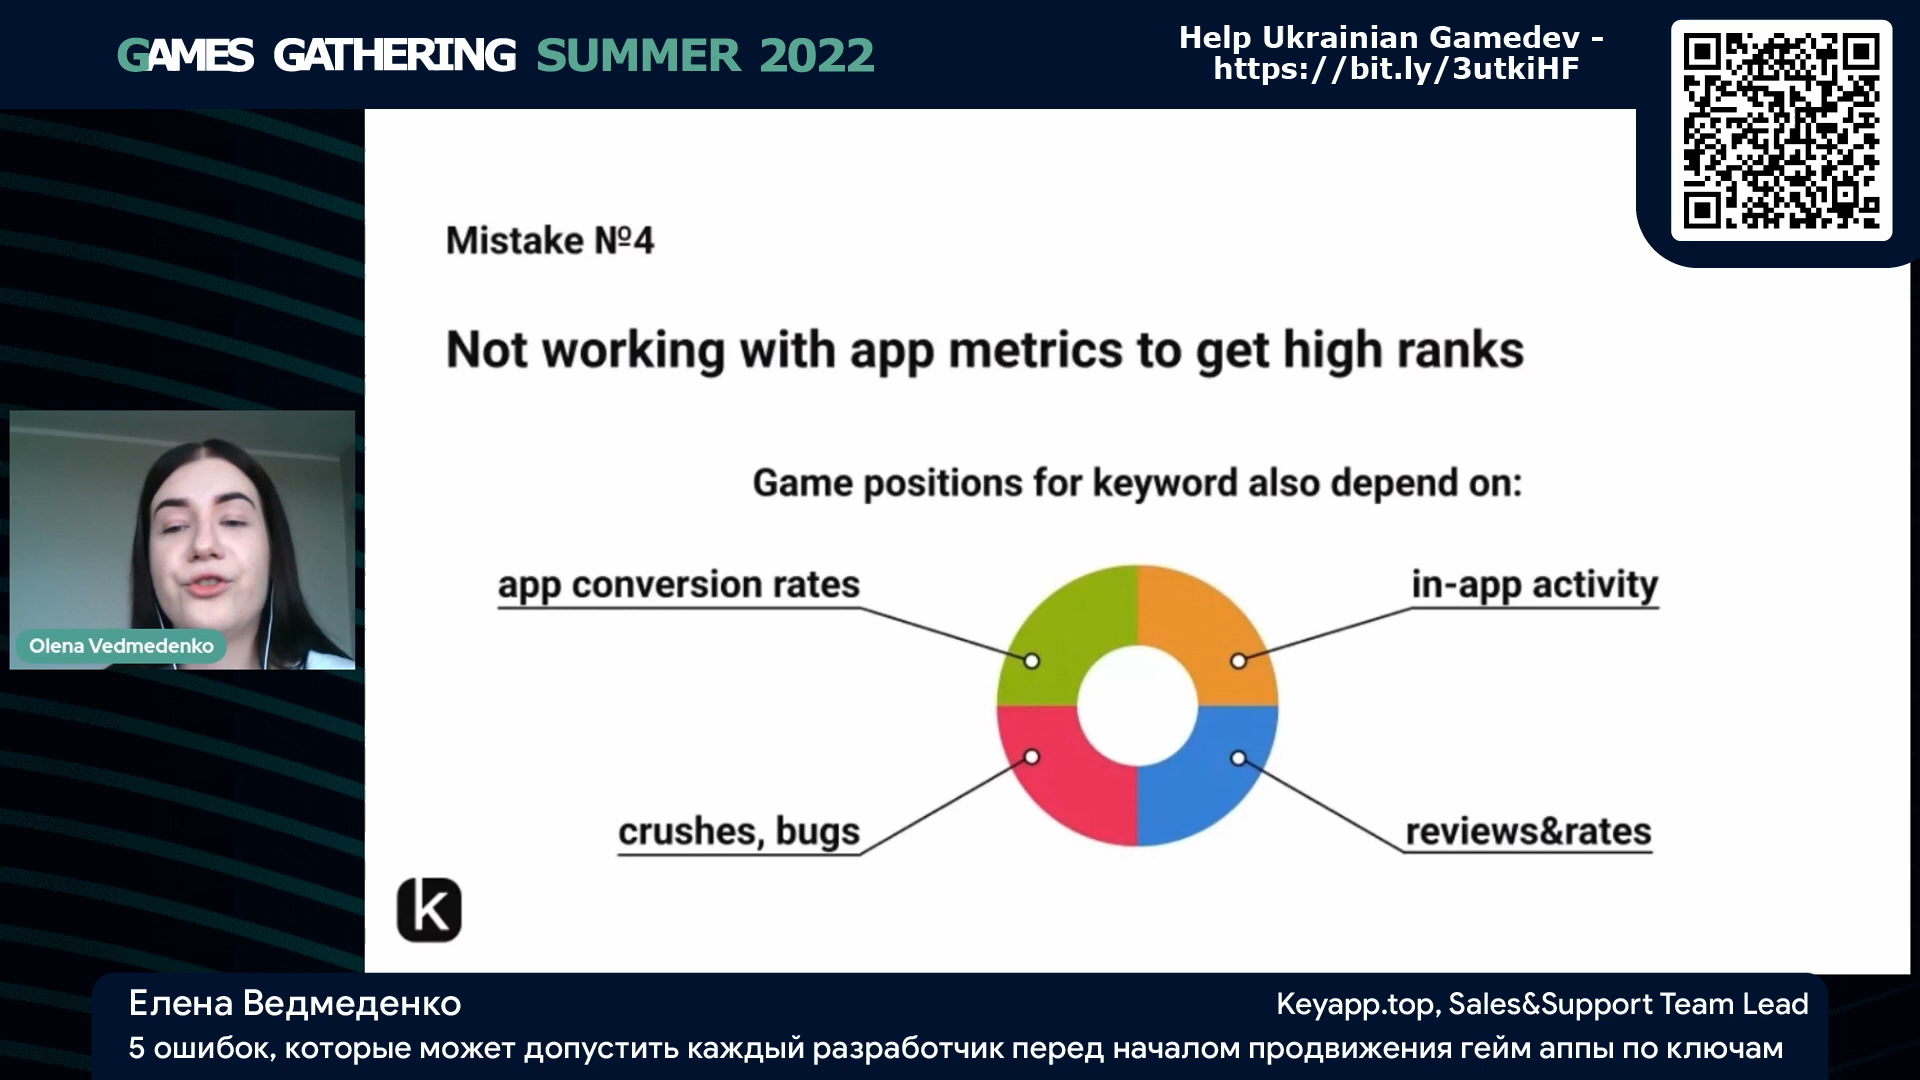 GAMES GATHERING SUMMER 2022
Help Ukrainian Gamedev -
https://bit.ly/3utkiHF
Mistake №4
Not working with app metrics to get high ranks
Game positions for keyword also depend on:
app conversion rates
in-app activity
crushes, bugs
reviews&rates
k
Olena Vedmedenko
Елена Ведмеденко
Keyapp.top, Sales&Support Team Lead
5 ошибок, которые может допустить каждый разработчик перед началом продвижения гейм аппы по ключам